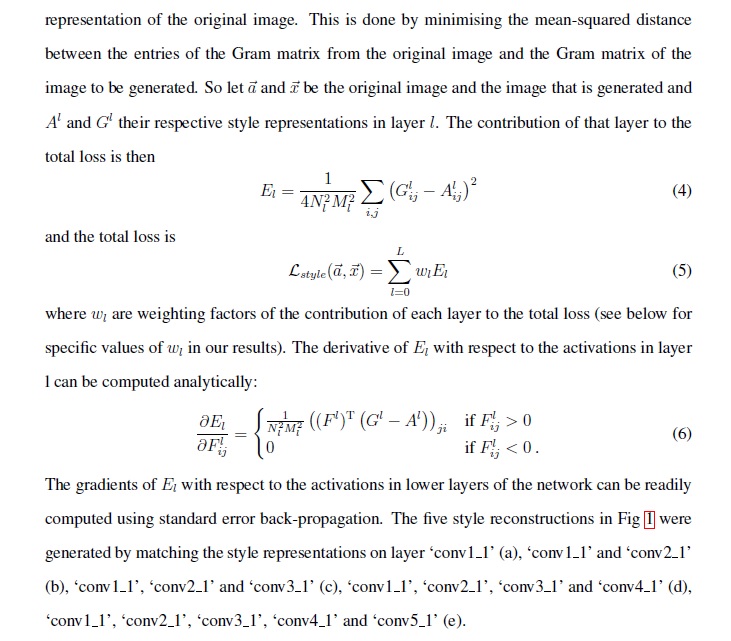 representation of the original image. This is done by minimising the mean-squared distance
between the entries of the Gram matrix from the original image and the Gram matrix of the
image to be generated. So let $\vec{a}$ and $\vec{x}$ be the original image and the image that is generated and
$A^l$ and $G^l$ their respective style representations in layer $l$. The contribution of that layer to the
total loss is then
$E_l = \frac{1}{4N_l^2 M_l^2} \sum_{i,j} \left(G_{ij}^l - A_{ij}^l\right)^2$ (4)
and the total loss is
$\mathcal{L}_{style}(\vec{a}, \vec{x}) = \sum_{l=0}^{L} w_l E_l$ (5)
where $w_l$ are weighting factors of the contribution of each layer to the total loss (see below for
specific values of $w_l$ in our results). The derivative of $E_l$ with respect to the activations in layer
l can be computed analytically:
$\frac{\partial E_l}{\partial F_{ij}^l} = \begin{cases} \frac{1}{N_l^2 M_l^2} \left((F^l)^{\mathrm{T}} \left(G^l - A^l\right)\right)_{ji} & \text{if } F_{ij}^l > 0 \\ 0 & \text{if } F_{ij}^l < 0. \end{cases}$ (6)
The gradients of $E_l$ with respect to the activations in lower layers of the network can be readily
computed using standard error back-propagation. The five style reconstructions in Fig 1 were
generated by matching the style representations on layer ‘conv1_1’ (a), ‘conv1_1’ and ‘conv2_1’
(b), ‘conv1_1’, ‘conv2_1’ and ‘conv3_1’ (c), ‘conv1_1’, ‘conv2_1’, ‘conv3_1’ and ‘conv4_1’ (d),
‘conv1_1’, ‘conv2_1’, ‘conv3_1’, ‘conv4_1’ and ‘conv5_1’ (e).